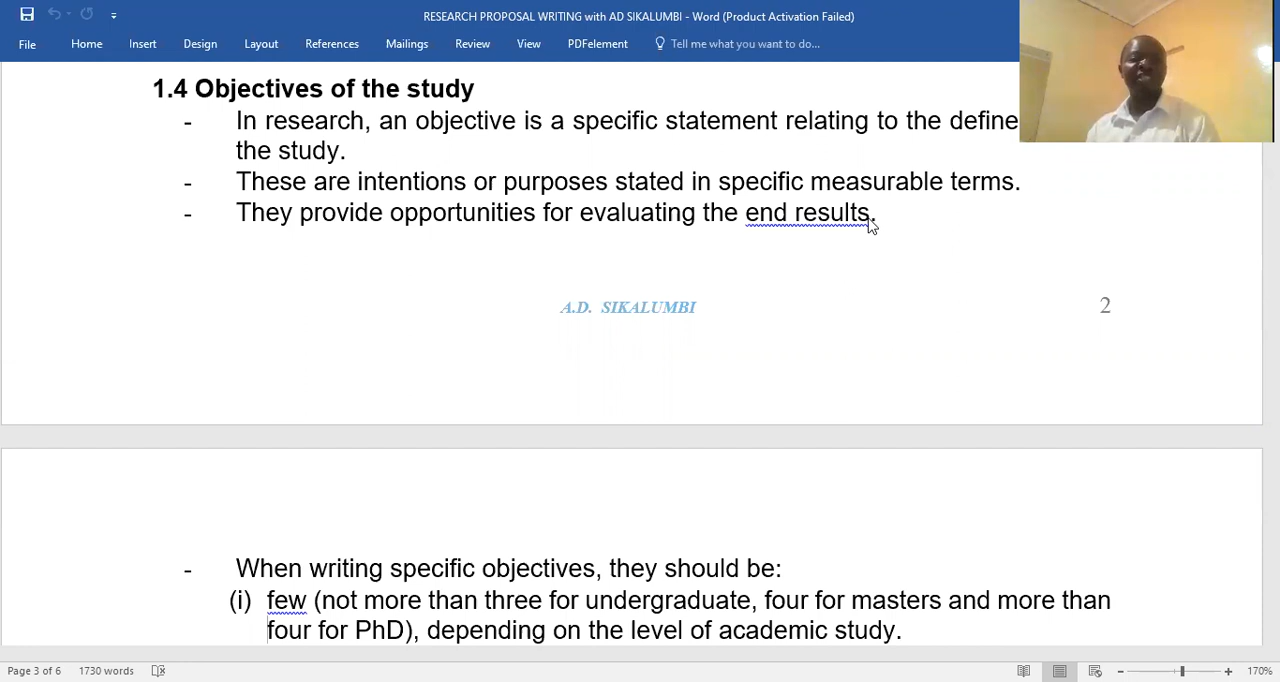 RESEARCH PROPOSAL WRITING with AD SIKALUMBI - Word (Product Activation Failed)
File Home Insert Design Layout References Mailings Review View PDFelement Tell me what you want to do...
1.4 Objectives of the study
- In research, an objective is a specific statement relating to the define
the study.
- These are intentions or purposes stated in specific measurable terms.
- They provide opportunities for evaluating the end results.
A.D. SIKALUMBI 2
- When writing specific objectives, they should be:
(i) few (not more than three for undergraduate, four for masters and more than
four for PhD), depending on the level of academic study.
Page 3 of 6 1730 words 170%